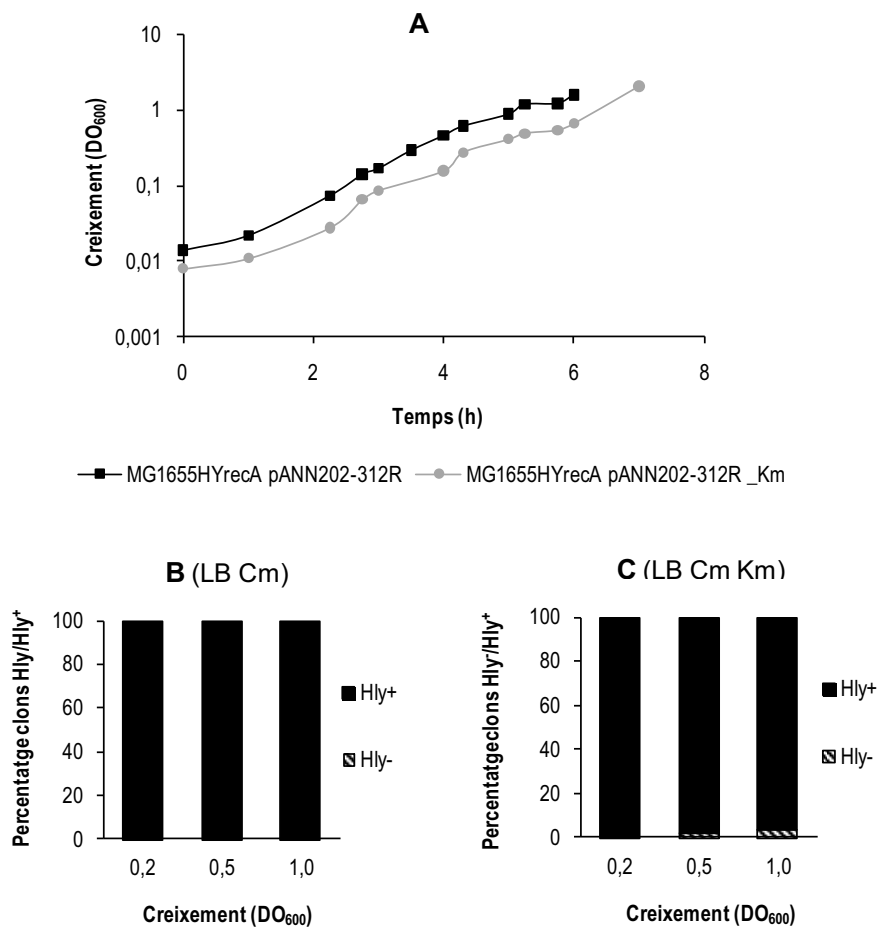 A
10
1
0,1
0,01
0,001
Creixement (DO600)
0 2 4 6 8
Temps (h)
MG1655HYrecA pANN202-312R MG1655HYrecA pANN202-312R _Km
B (LB Cm)
100
80
60
40
20
0
Percentatge clons Hly/Hly+
0,2 0,5 1,0
Creixement (DO600)
Hly+
Hly-
C (LB Cm Km)
100
80
60
40
20
0
Percentatgeclons Hly-/Hly+
0,2 0,5 1,0
Creixement (DO600)
Hly+
Hly-